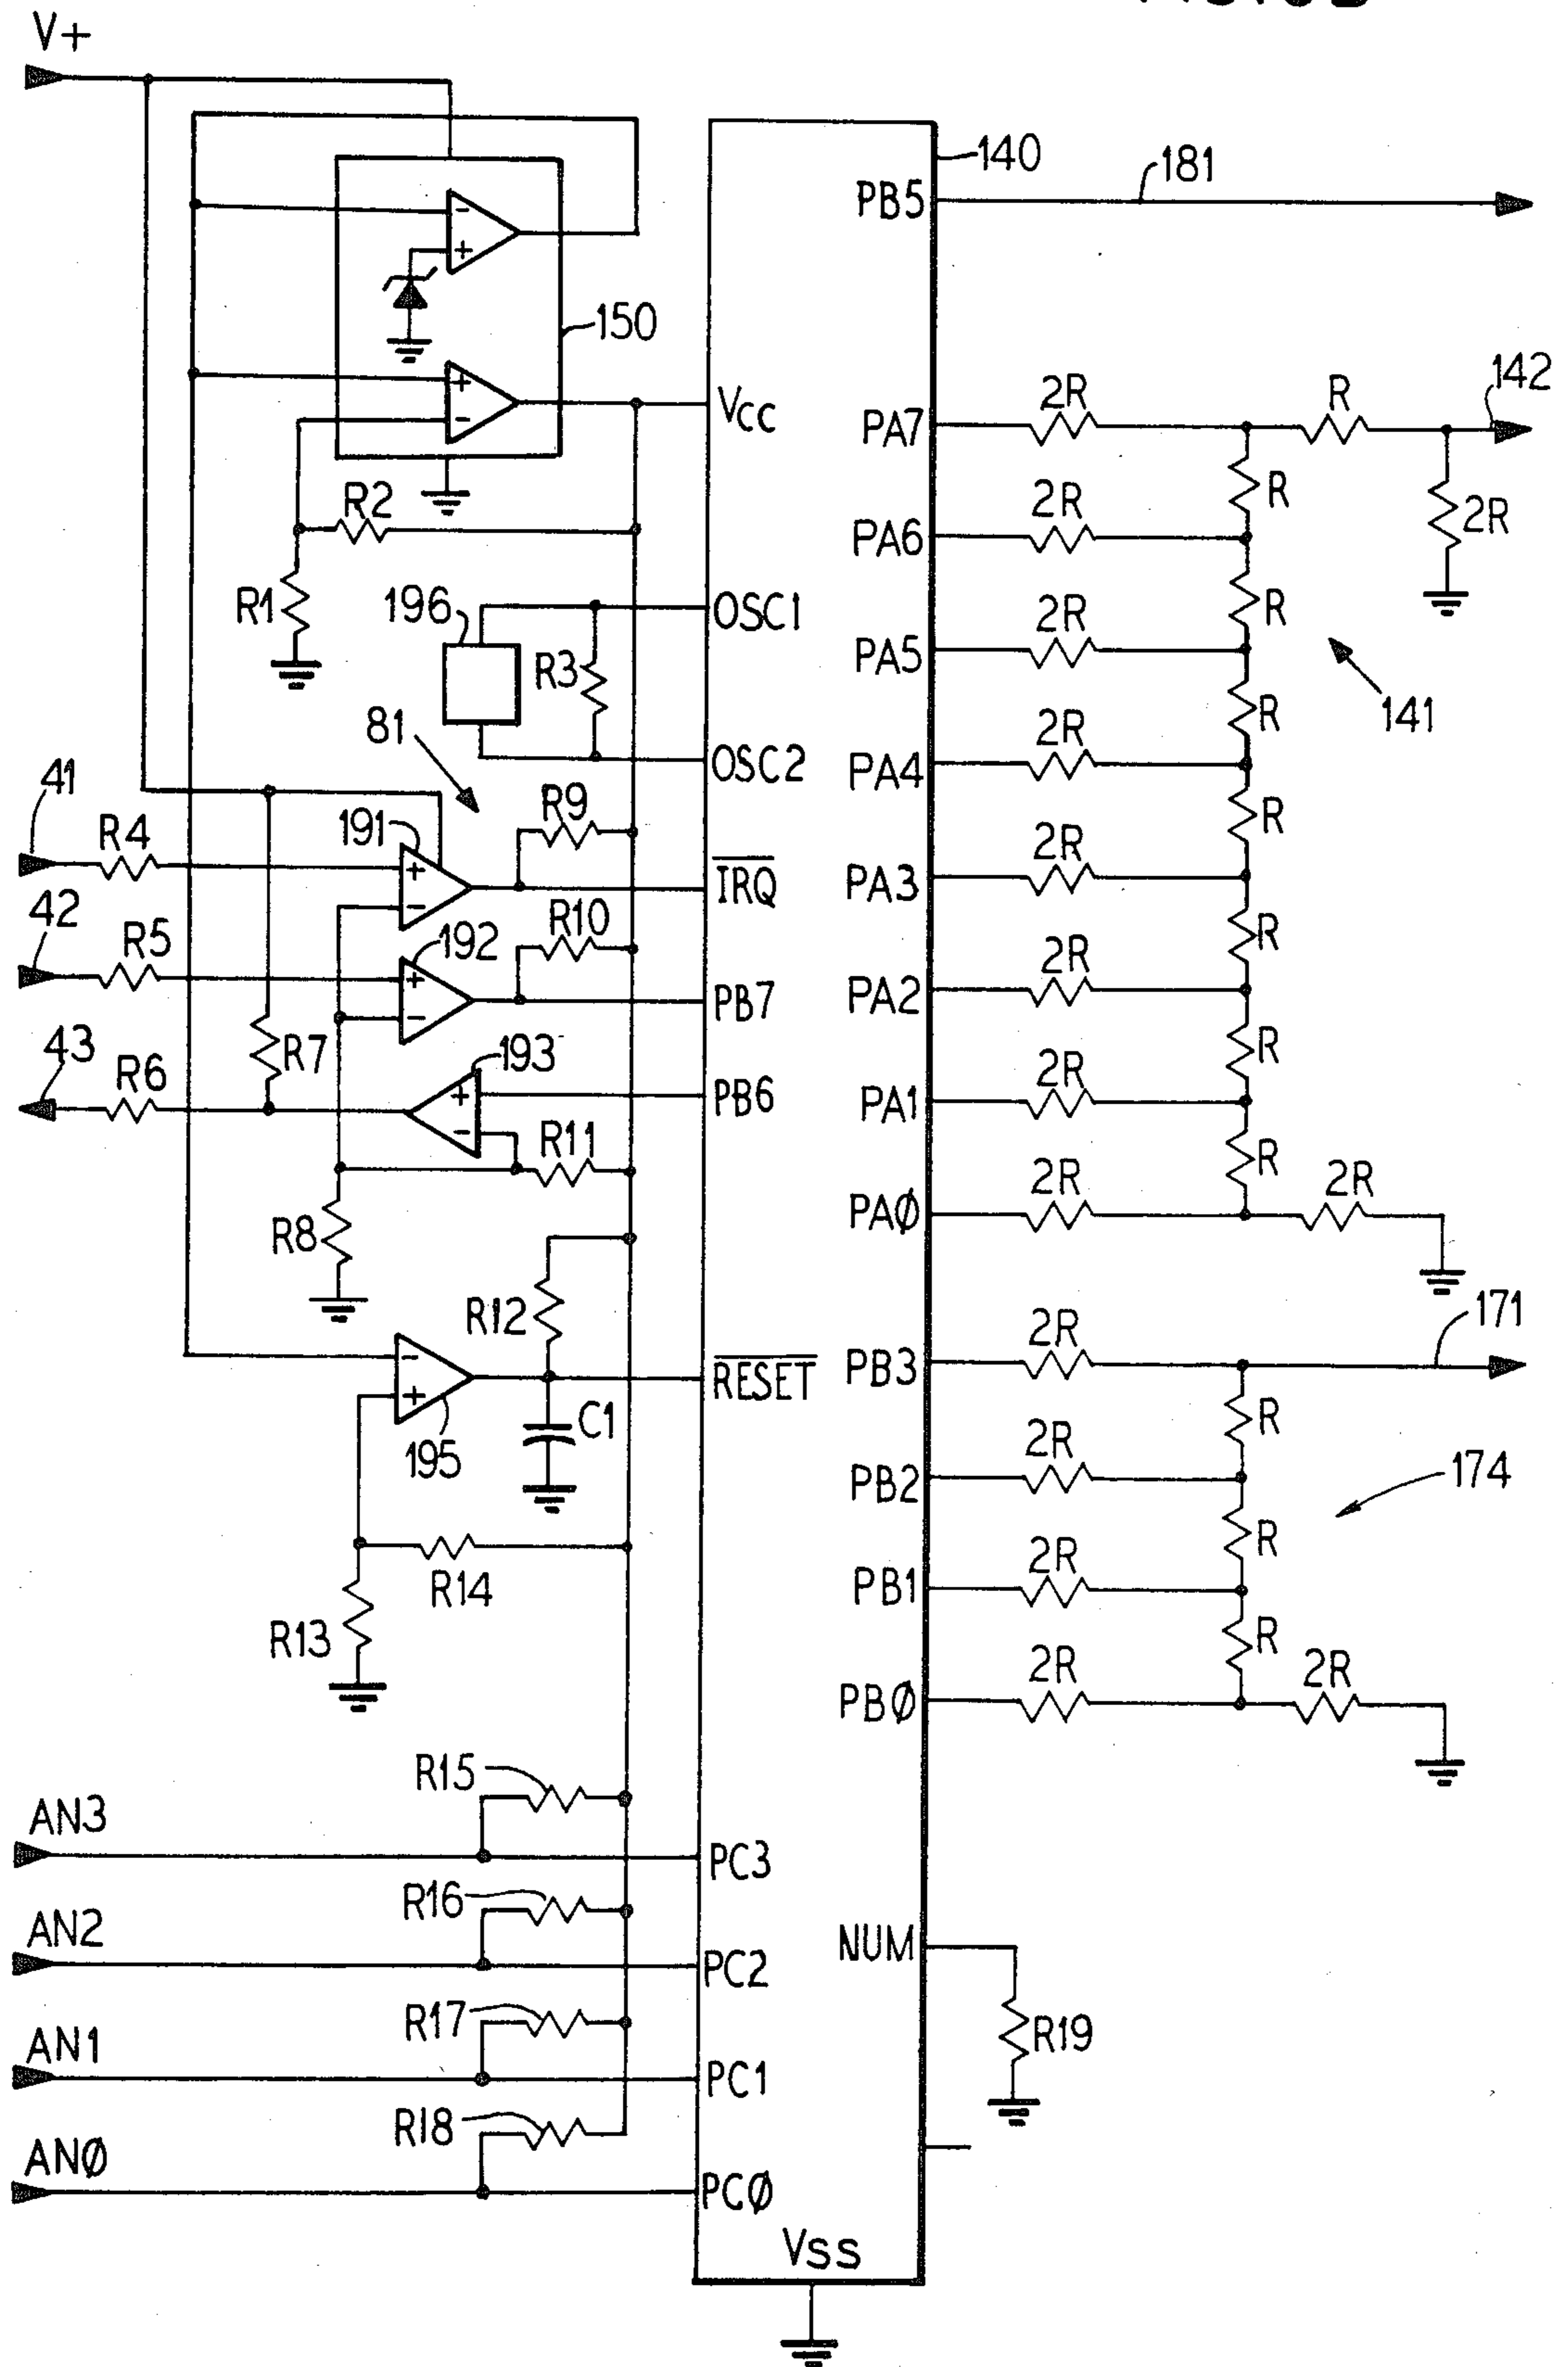 V+
140
181
PB5
150
VCC
2R
R
142
PA7
R
R2
2R
2R
PA6
R1
196
OSC1
R
2R
PA5
R3
141
81
R
2R
OSC2
PA4
41
R4
191
R9
R
2R
IRQ
PA3
42
R5
192
R10
R
2R
PB7
PA2
43
R6
R7
193
R
2R
PB6
PA1
R11
R
2R
2R
PAØ
R8
R12
2R
171
RESET
PB3
C1
R
195
2R
PB2
174
R14
R
2R
PB1
R13
R
2R
2R
PBØ
R15
AN3
PC3
R16
AN2
NUM
PC2
R17
R19
AN1
PC1
R18
ANØ
PCØ
VSS
+
-
+
-
+
-
+
-
+
-
+
-